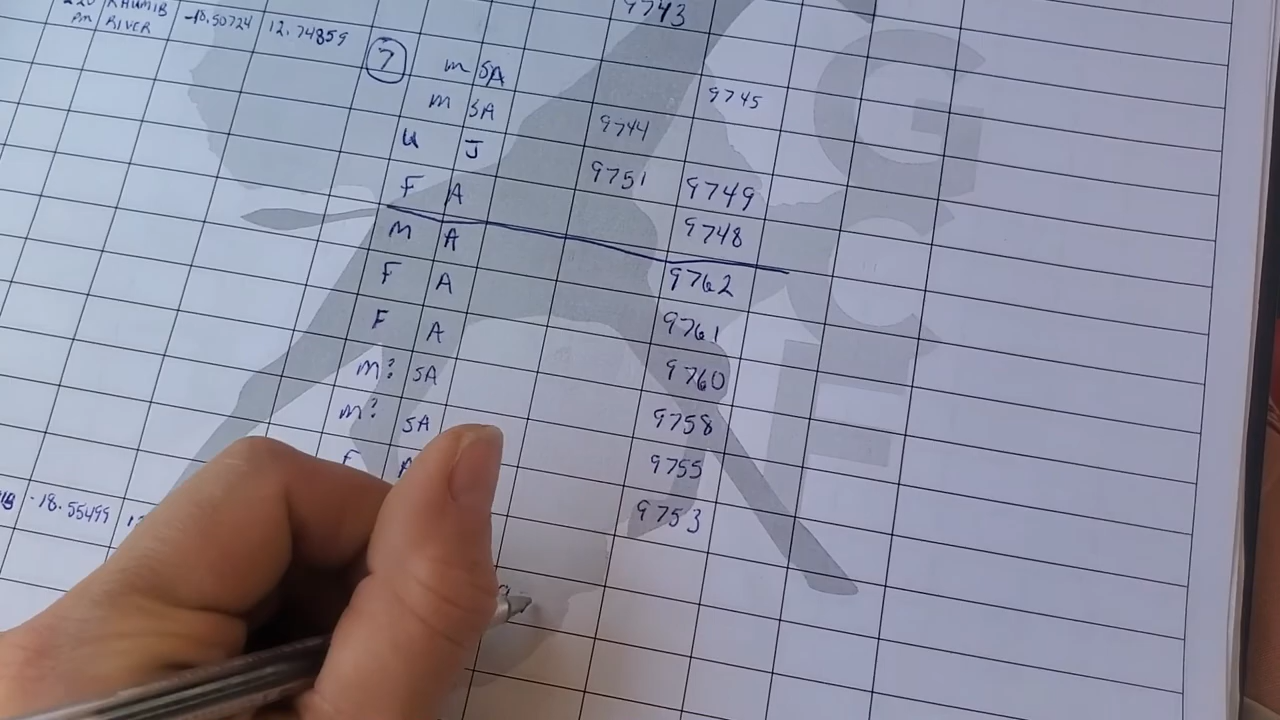 9743
PM RIVER -18.50724 12.74859
7 M SA
M SA 9745
U J 9744
F A 9751 9749
M A 9748
F A 9762
F A 9761
M? SA 9760
M? SA 9758
F 9755
-18.55499 9753
G
F